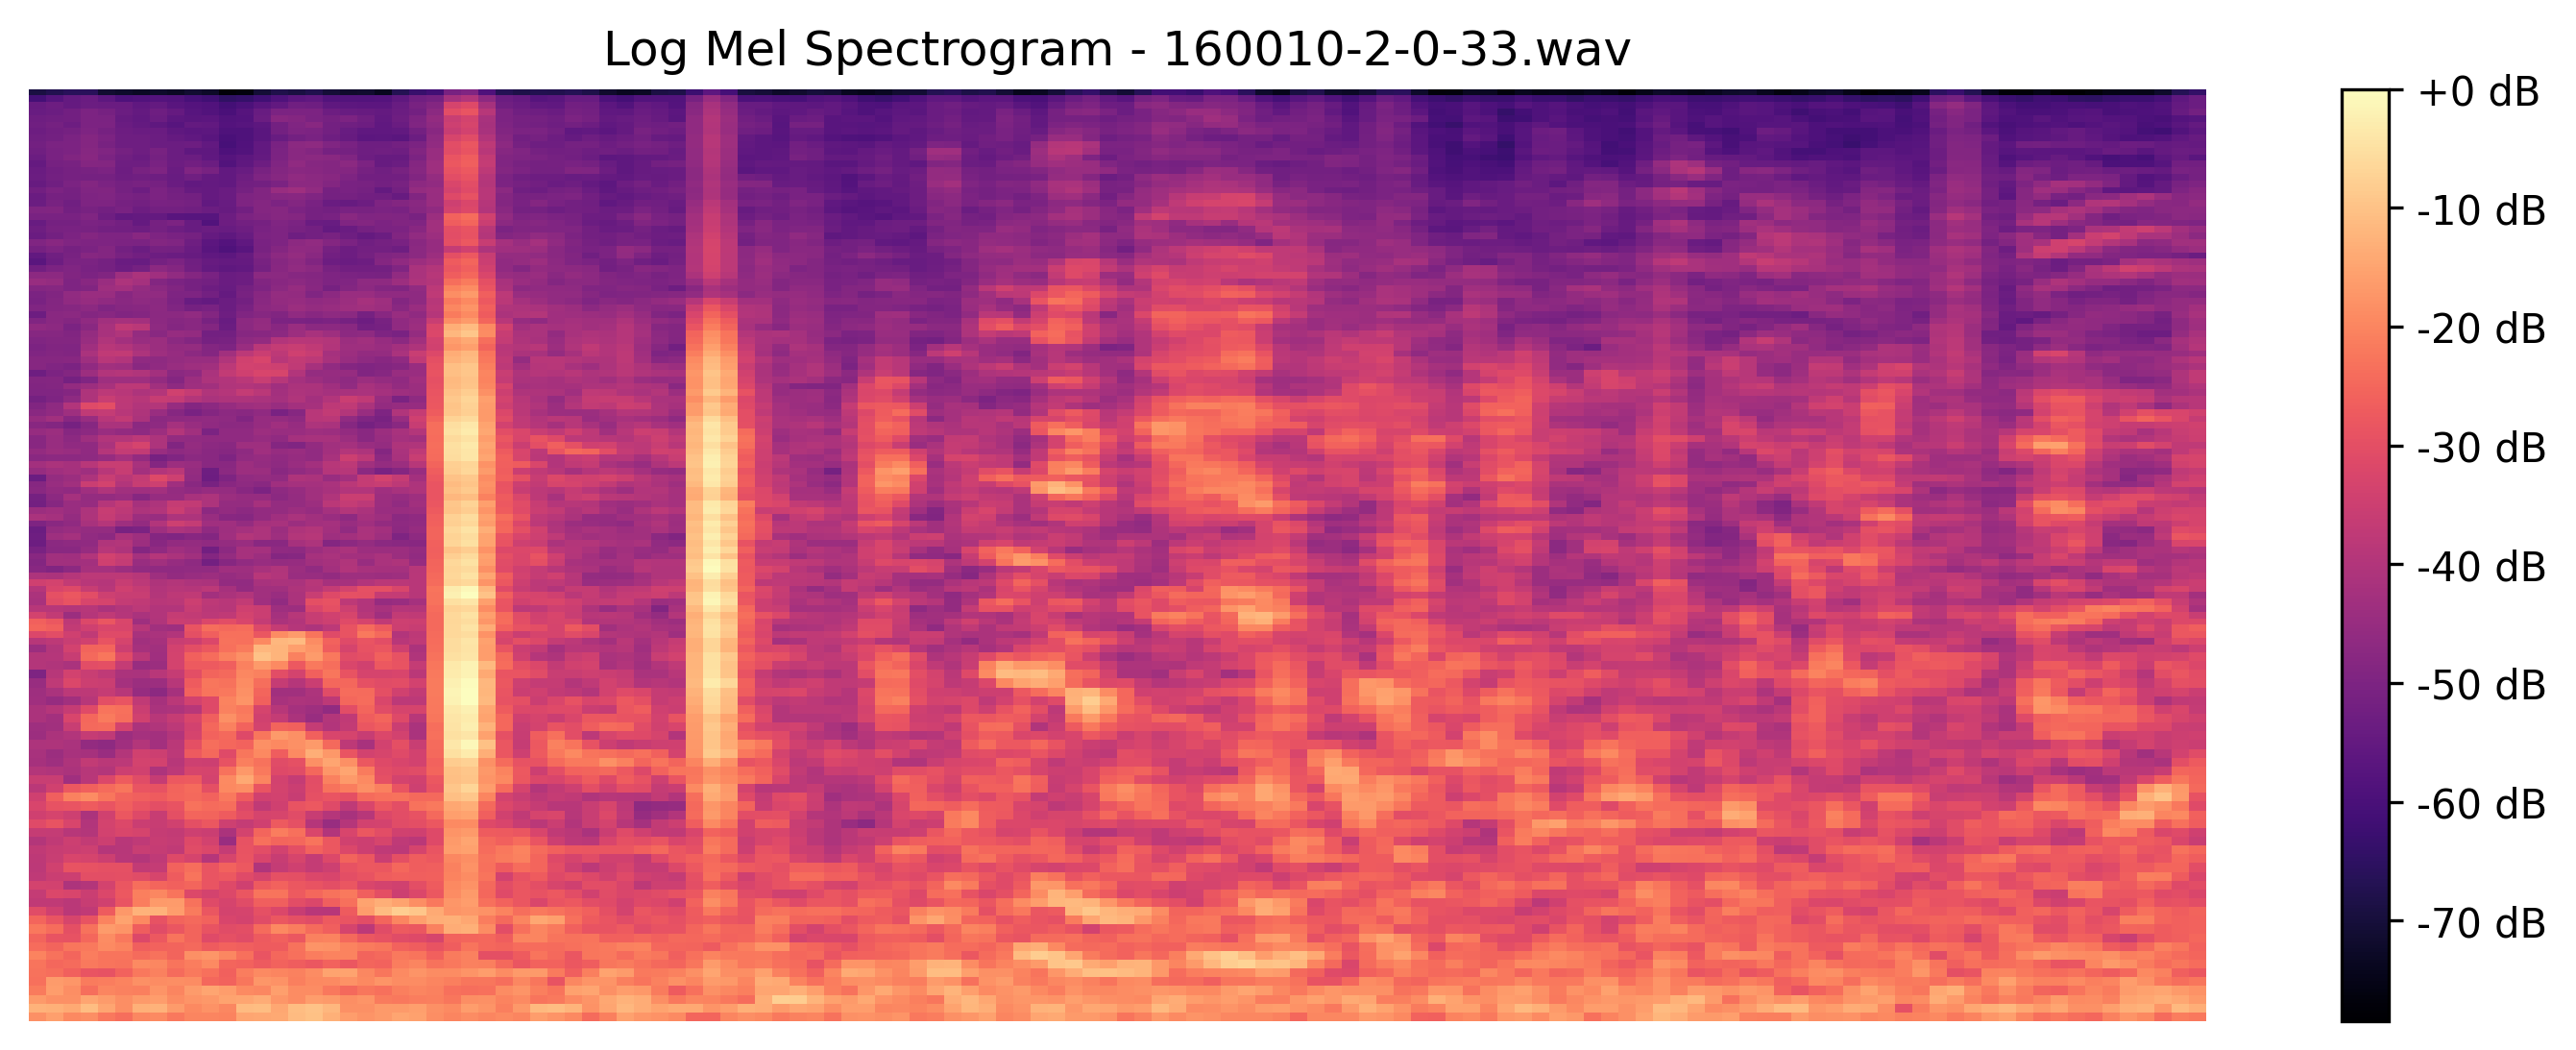 Log Mel Spectrogram - 160010-2-0-33.wav
+0 dB
-10 dB
-20 dB
-30 dB
-40 dB
-50 dB
-60 dB
-70 dB